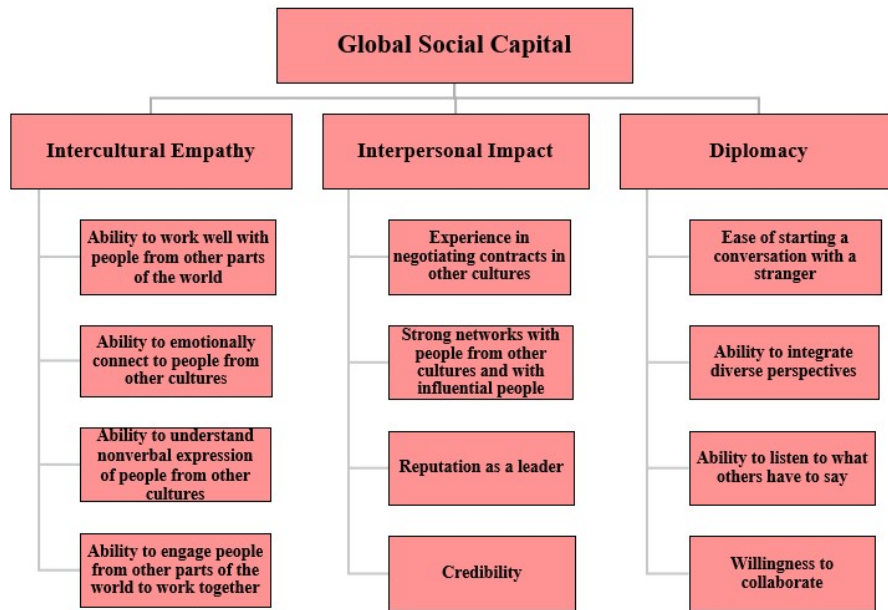 Global Social Capital
Intercultural Empathy
Ability to work well with
people from other parts
of the world
Ability to emotionally
connect to people from
other cultures
Ability to understand
nonverbal expression
of people from other
cultures
Ability to engage people
from other parts of the
world to work together
Interpersonal Impact
Experience in
negotiating contracts in
other cultures
Strong networks with
people from other
cultures and with
influential people
Reputation as a leader
Credibility
Diplomacy
Ease of starting a
conversation with a
stranger
Ability to integrate
diverse perspectives
Ability to listen to what
others have to say
Willingness to
collaborate